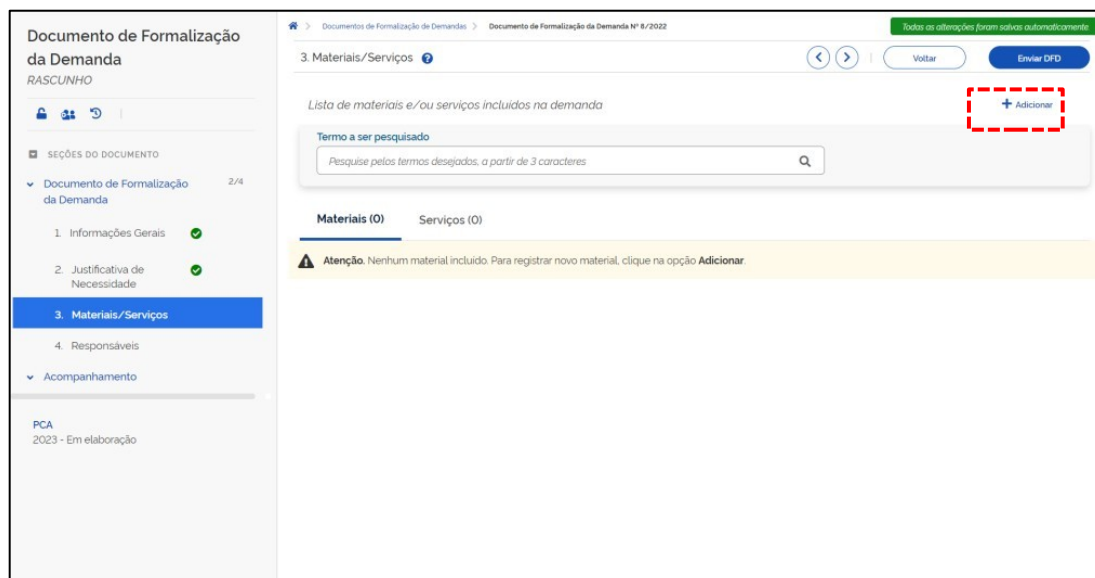 Documento de Formalização
da Demanda
RASCUNHO
SEÇÕES DO DOCUMENTO
Documento de Formalização 2/4
da Demanda
1. Informações Gerais
2. Justificativa de
Necessidade
3. Materiais/Serviços
4. Responsáveis
Acompanhamento
PCA
2023 - Em elaboração
> Documentos de Formalização de Demandas > Documento de Formalização da Demanda Nº 8/2022
Todas as alterações foram salvas automaticamente
3. Materiais/Serviços ?
Voltar
Enviar DFD
Lista de materiais e/ou serviços incluídos na demanda
+ Adicionar
Termo a ser pesquisado
Pesquise pelos termos desejados, a partir de 3 caracteres
Materiais (0) Serviços (0)
Atenção. Nenhum material incluido. Para registrar novo material, clique na opção Adicionar.